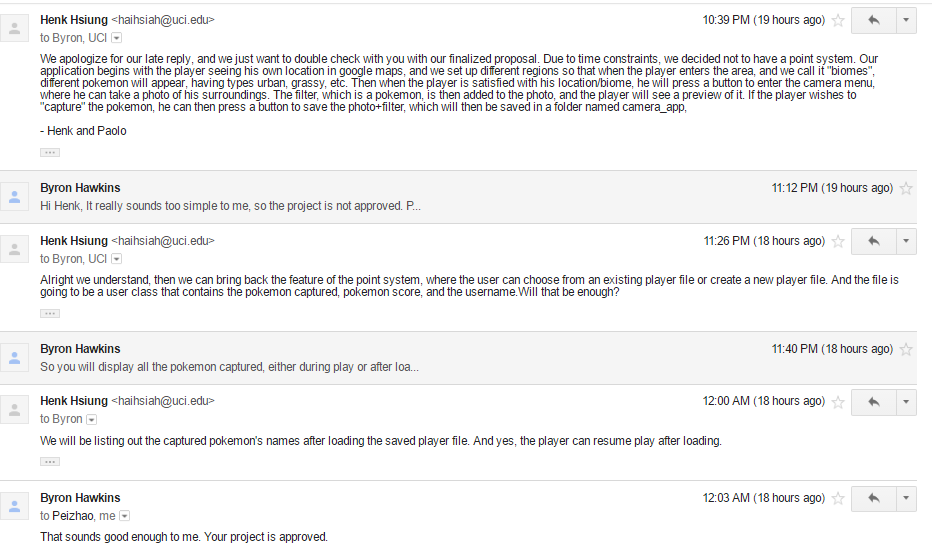 Henk Hsiung <haihsiah@uci.edu> 10:39 PM (19 hours ago)
to Byron, UCI
We apologize for our late reply, and we just want to double check with you with our finalized proposal. Due to time constraints, we decided not to have a point system. Our
application begins with the player seeing his own location in google maps, and we set up different regions so that when the player enters the area, and we call it "biomes",
different pokemon will appear, having types urban, grassy, etc. Then when the player is satisfied with his location/biome, he will press a button to enter the camera menu,
where he can take a photo of his surroundings. The filter, which is a pokemon, is then added to the photo, and the player will see a preview of it. If the player wishes to
"capture" the pokemon, he can then press a button to save the photo+filter, which will then be saved in a folder named camera_app,
- Henk and Paolo
Byron Hawkins 11:12 PM (19 hours ago)
Hi Henk, It really sounds too simple to me, so the project is not approved. P...
Henk Hsiung <haihsiah@uci.edu> 11:26 PM (18 hours ago)
to Byron, UCI
Alright we understand, then we can bring back the feature of the point system, where the user can choose from an existing player file or create a new player file. And the file is
going to be a user class that contains the pokemon captured, pokemon score, and the username.Will that be enough?
Byron Hawkins 11:40 PM (18 hours ago)
So you will display all the pokemon captured, either during play or after loa...
Henk Hsiung <haihsiah@uci.edu> 12:00 AM (18 hours ago)
to Byron
We will be listing out the captured pokemon's names after loading the saved player file. And yes, the player can resume play after loading.
Byron Hawkins 12:03 AM (18 hours ago)
to Peizhao, me
That sounds good enough to me. Your project is approved.